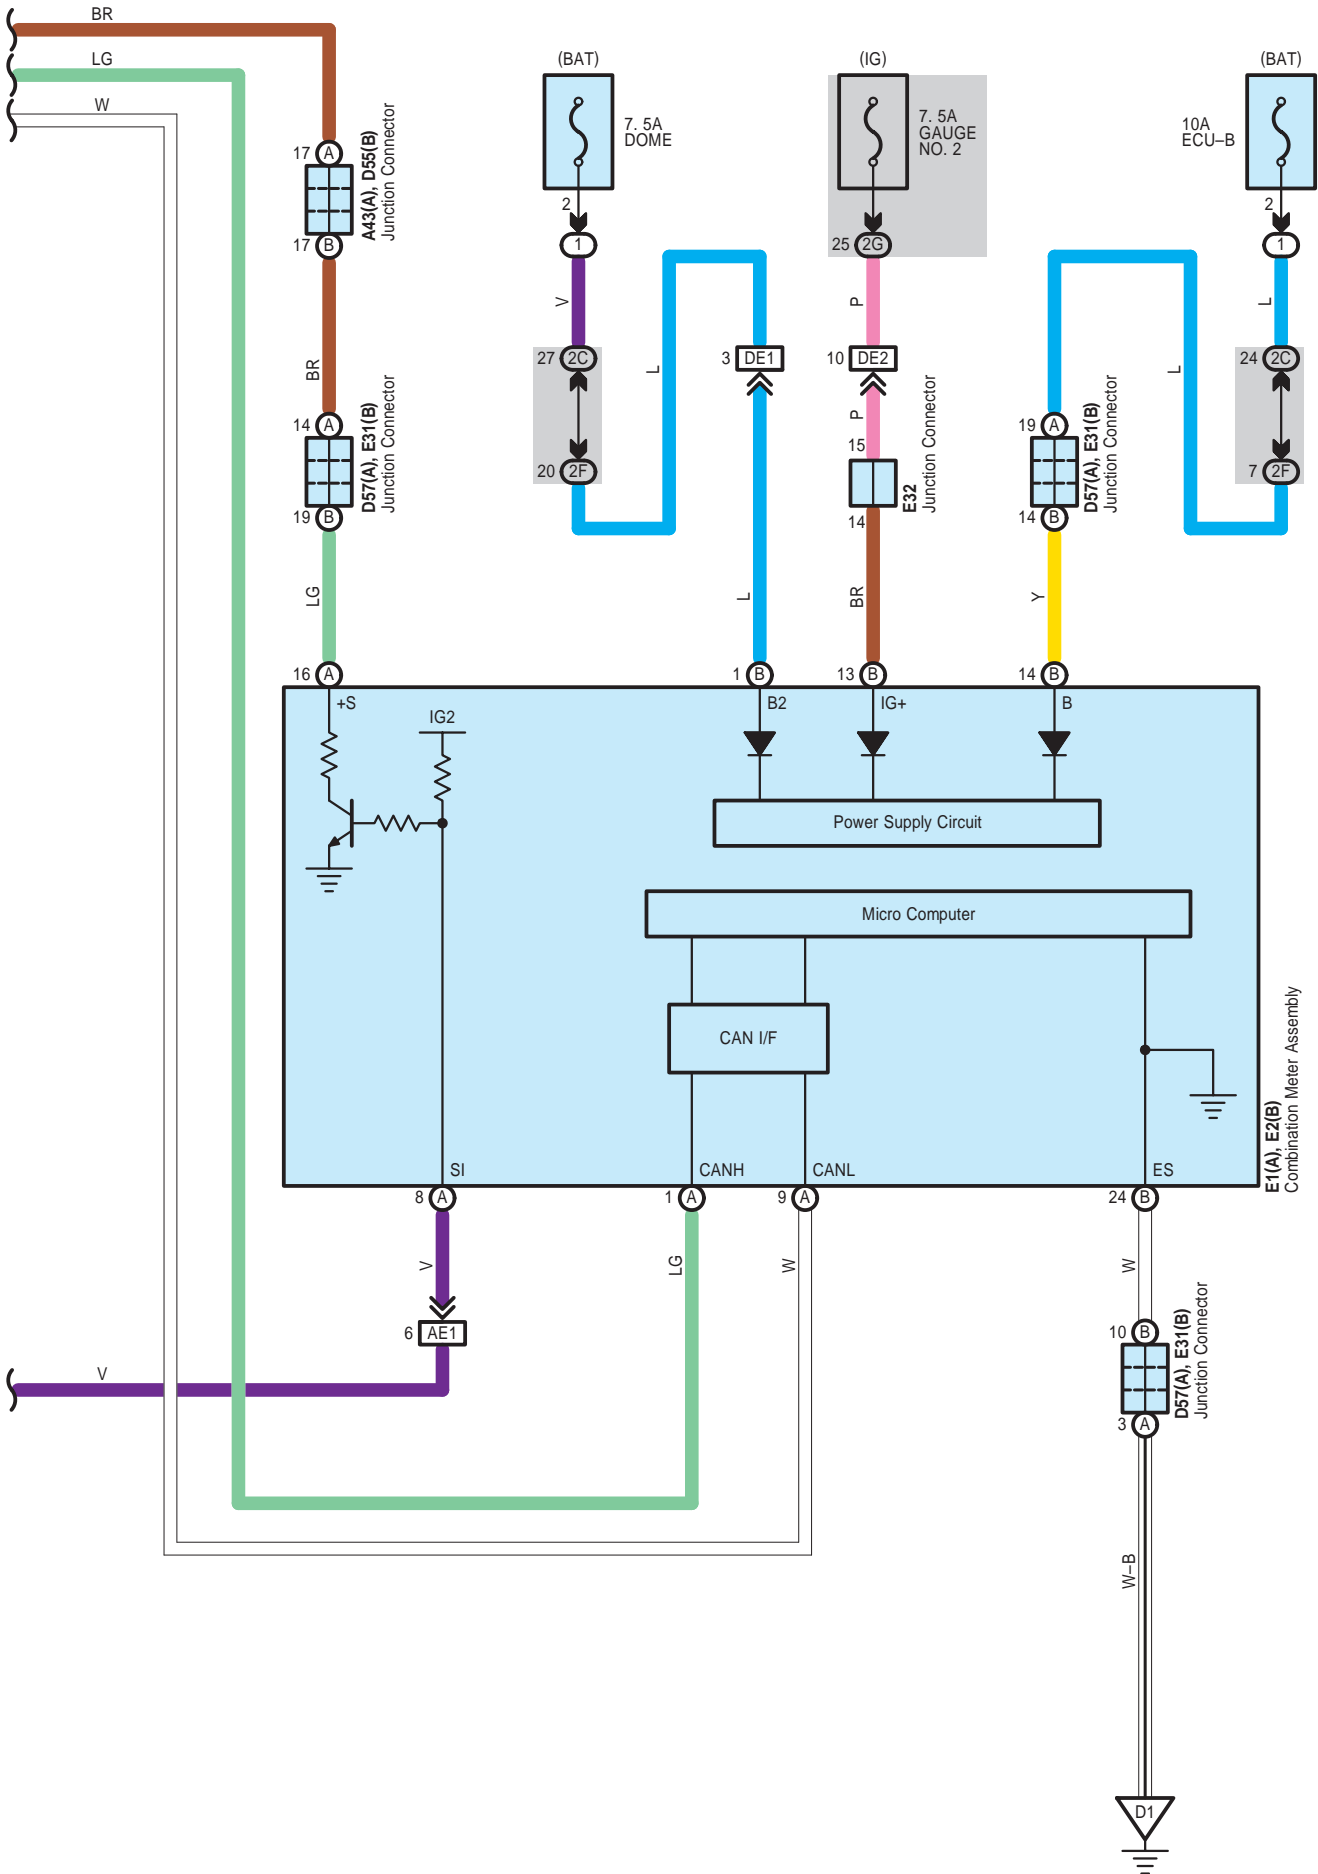 BR
LG
W
(BAT)
(IG)
(BAT)
7. 5A
DOME
7. 5A
GAUGE
NO. 2
10A
ECU–B
17 A
A43(A), D55(B)
Junction Connector
17 B
2
1
25 2G
2
1
V
P
L
BR
L
L
27 2C
3 DE1
10 DE2
24 2C
P
14 A
D57(A), E31(B)
Junction Connector
19 B
20 2F
15
E32
Junction Connector
14
19 A
D57(A), E31(B)
Junction Connector
14 B
7 2F
LG
L
BR
Y
16 A
1 B
13 B
14 B
+S
IG2
B2
IG+
B
Power Supply Circuit
Micro Computer
CAN I/F
E1(A), E2(B)
Combination Meter Assembly
SI
CANH
CANL
ES
8 A
1 A
9 A
24 B
V
LG
W
W
6 AE1
10 B
D57(A), E31(B)
Junction Connector
3 A
V
W–B
D1